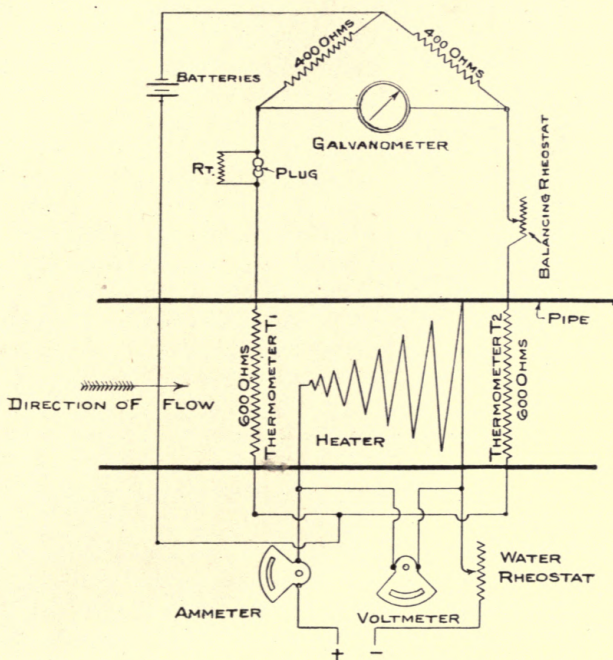 400 OHMS
400 OHMS
BATTERIES
GALVANOMETER
RT.
PLUG
BALANCING RHEOSTAT
PIPE
600 OHMS
THERMOMETER T1
THERMOMETER T2
600 OHMS
DIRECTION OF FLOW
HEATER
WATER
RHEOSTAT
AMMETER
VOLTMETER
+ −